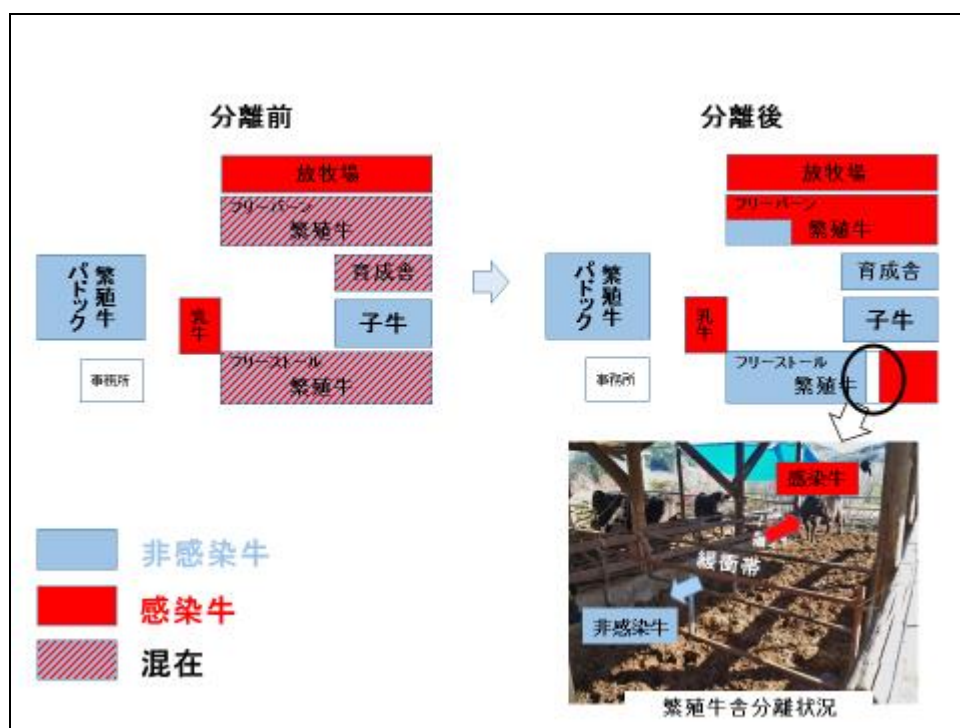 分離前
放牧場
フリーバーン
繁殖牛
育成舎
繁殖牛
パドック
乳牛
子牛
事務所
フリーストール
繁殖牛
分離後
放牧場
フリーバーン
繁殖牛
育成舎
繁殖牛
パドック
乳牛
子牛
事務所
フリーストール
繁殖牛
非感染牛
感染牛
混在
感染牛
緩衝帯
非感染牛
繁殖牛舎分離状況